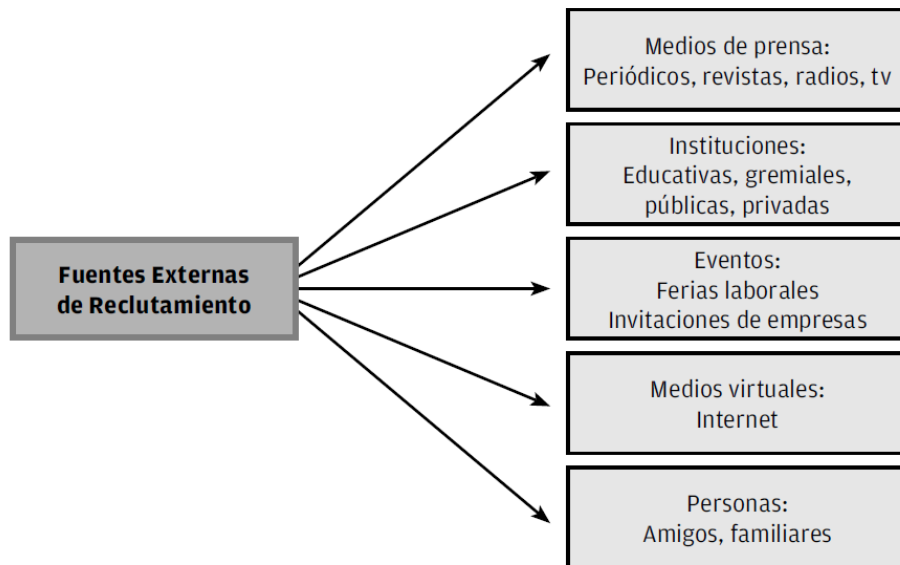 Medios de prensa:
Periódicos, revistas, radios, tv
Instituciones:
Educativas, gremiales,
públicas, privadas
Fuentes Externas
de Reclutamiento
Eventos:
Ferias laborales
Invitaciones de empresas
Medios virtuales:
Internet
Personas:
Amigos, familiares